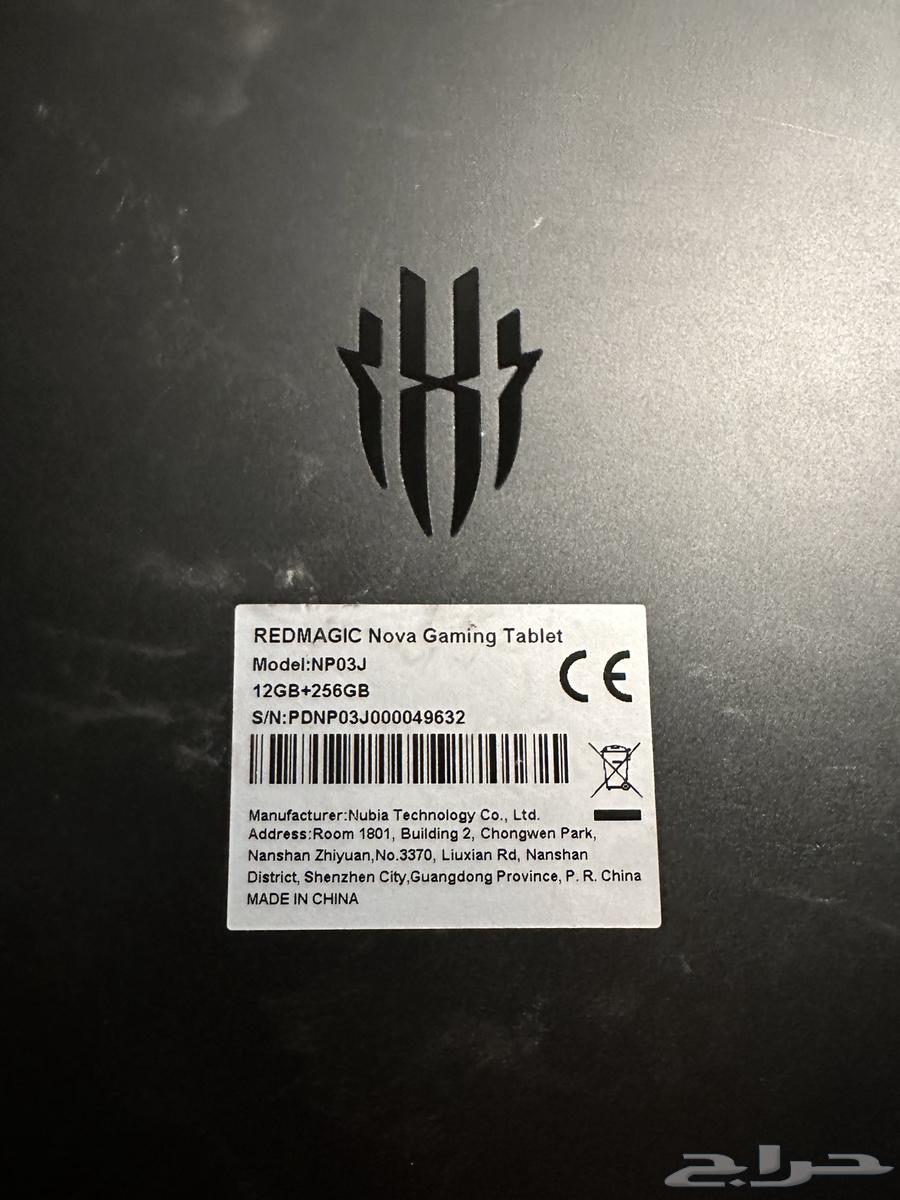 REDMAGIC Nova Gaming Tablet
Model:NP03J
12GB+256GB
S/N:PDNP03J000049632
CE
Manufacturer:Nubia Technology Co., Ltd.
Address:Room 1801, Building 2, Chongwen Park,
Nanshan Zhiyuan,No.3370, Liuxian Rd, Nanshan
District, Shenzhen City,Guangdong Province, P. R. China
MADE IN CHINA
حراج